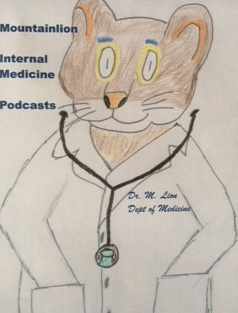 Mountainlion
Internal
Medicine
Podcasts
Dr. M. Lion
Dept of Medicine